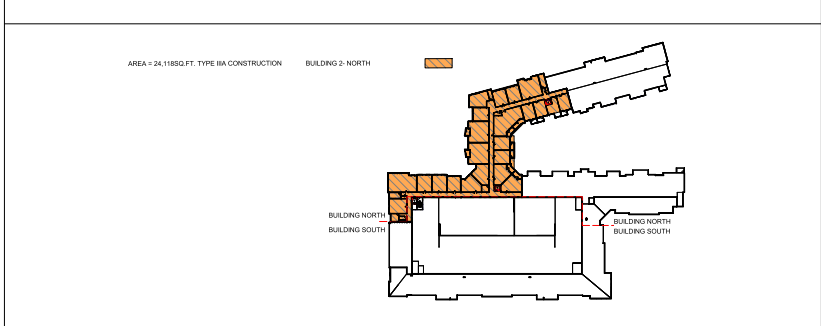 AREA = 24,118SQ.FT. TYPE IIIA CONSTRUCTION BUILDING 2- NORTH
BUILDING NORTH
BUILDING SOUTH
BUILDING NORTH
BUILDING SOUTH